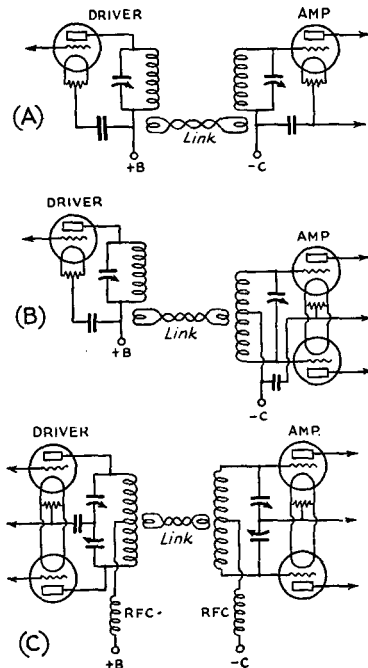 DRIVER
AMP
(A)
Link
+B
-C
DRIVER
AMP
(B)
Link
+B
-C
DRIVER
AMP.
(C)
Link
RFC-
RFC
+B
-C